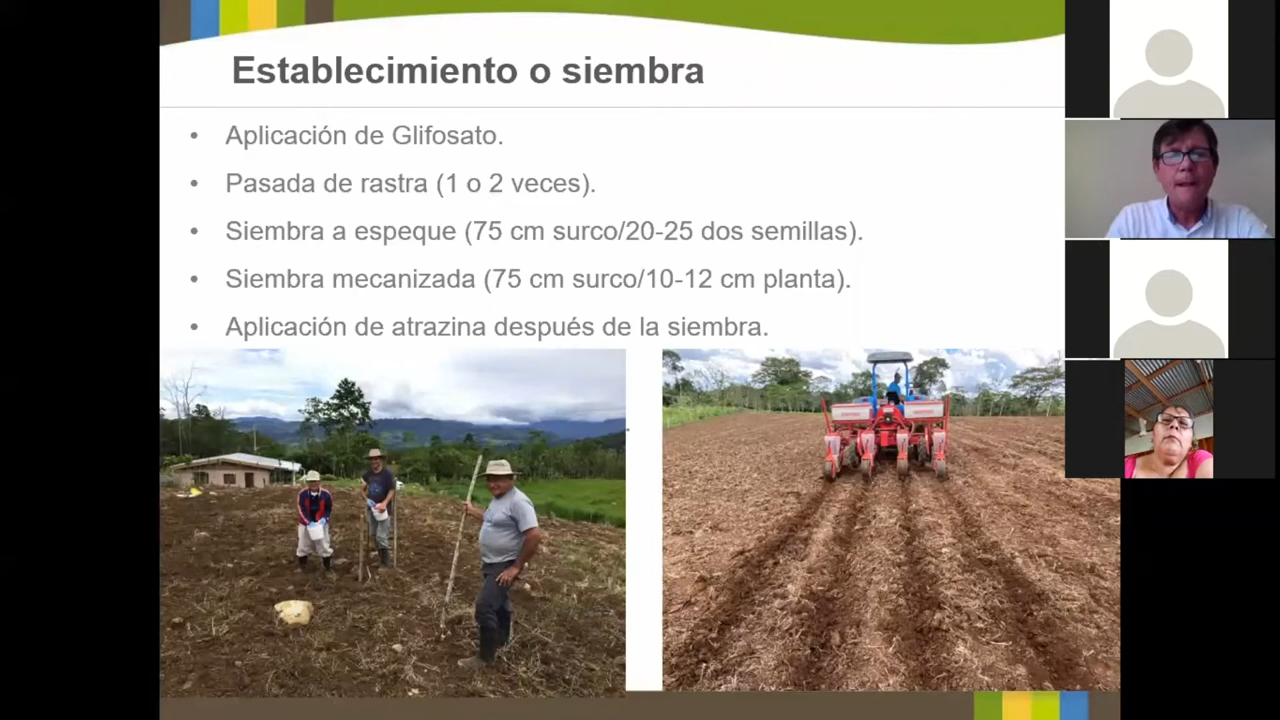 Establecimiento o siembra
• Aplicación de Glifosato.
• Pasada de rastra (1 o 2 veces).
• Siembra a espeque (75 cm surco/20-25 dos semillas).
• Siembra mecanizada (75 cm surco/10-12 cm planta).
• Aplicación de atrazina después de la siembra.